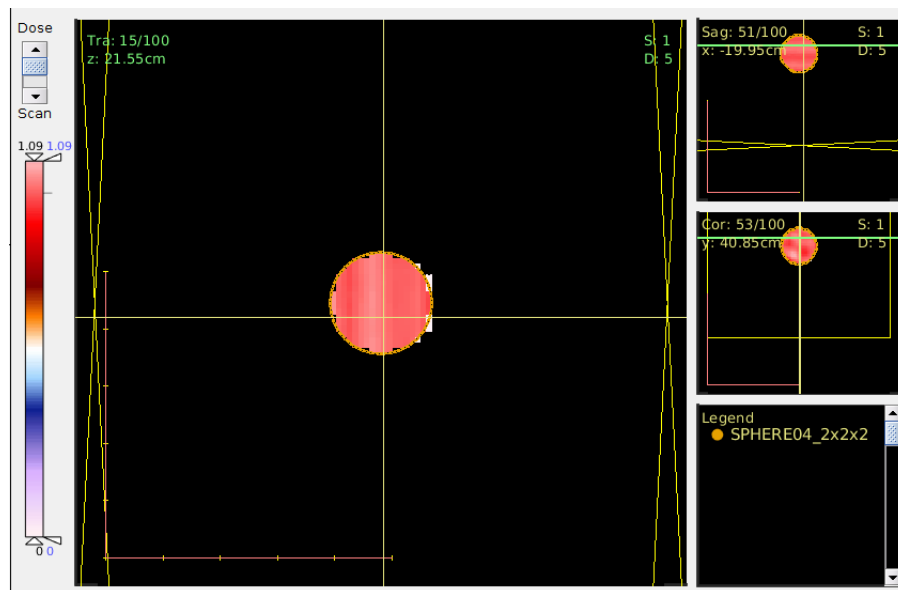 Dose
Scan
1.09 1.09
0 0
Tra: 15/100
z: 21.55cm
S: 1
D: 5
Sag: 51/100
x: -19.95cm
S: 1
D: 5
Cor: 53/100
y: 40.85cm
S: 1
D: 5
Legend
SPHERE04_2x2x2